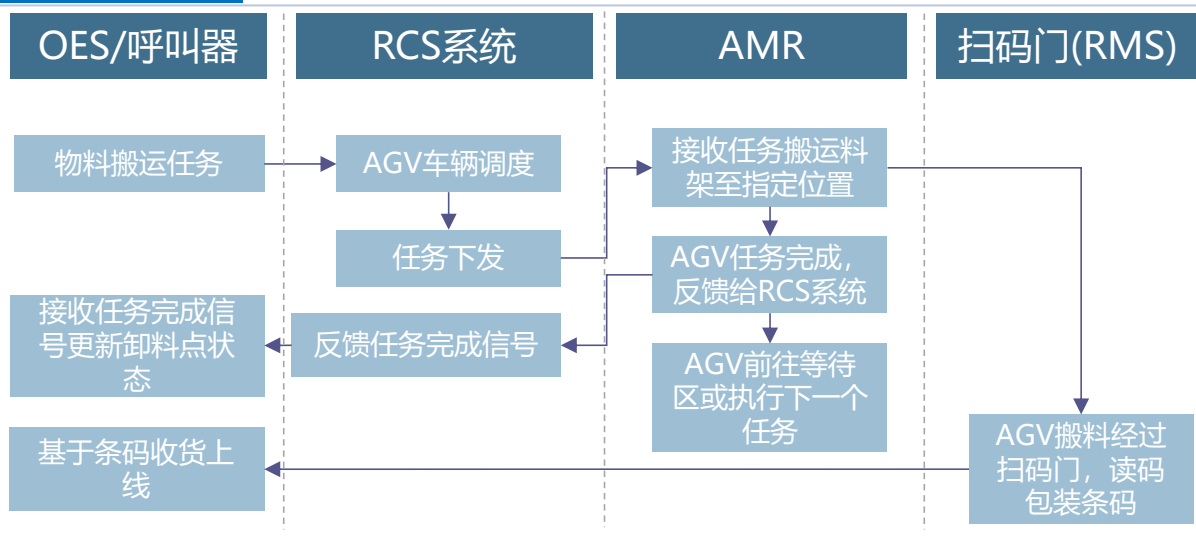 OES/呼叫器
RCS系统
AMR
扫码门(RMS)
物料搬运任务
AGV车辆调度
接收任务搬运料
架至指定位置
任务下发
AGV任务完成，
反馈给RCS系统
接收任务完成信
号更新卸料点状
态
反馈任务完成信号
AGV前往等待
区或执行下一个
任务
基于条码收货上
线
AGV搬料经过
扫码门，读码
包装条码